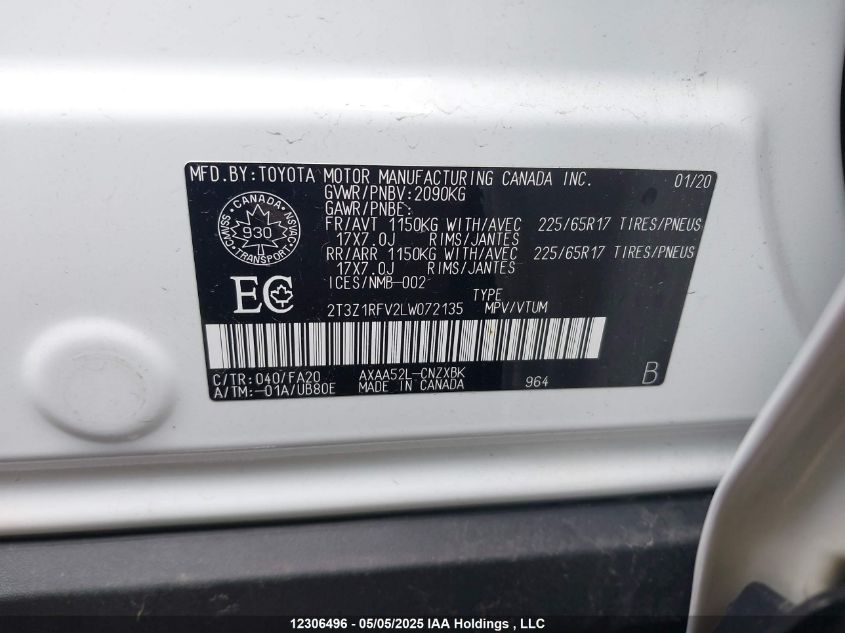 MFD.BY:TOYOTA MOTOR MANUFACTURING CANADA INC. 01/20
GVWR/PNBV:2090KG
GAWR/PNBE:
FR/AVT 1150KG WITH/AVEC 225/65R17 TIRES/PNEUS
17X7.0J RIMS/JANTES
RR/ARR 1150KG WITH/AVEC 225/65R17 TIRES/PNEUS
17X7.0J RIMS/JANTES
ICES/NMB-002
CANADA
CMVSS 930 NSVAC
TRANSPORT
EC
TYPE
2T3Z1RFV2LW072135 MPV/VTUM
C/TR:040/FA20 AXAA52L-CNZXBK
A/TM:-01A/UB80E MADE IN CANADA 964 B
12306496 - 05/05/2025 IAA Holdings , LLC